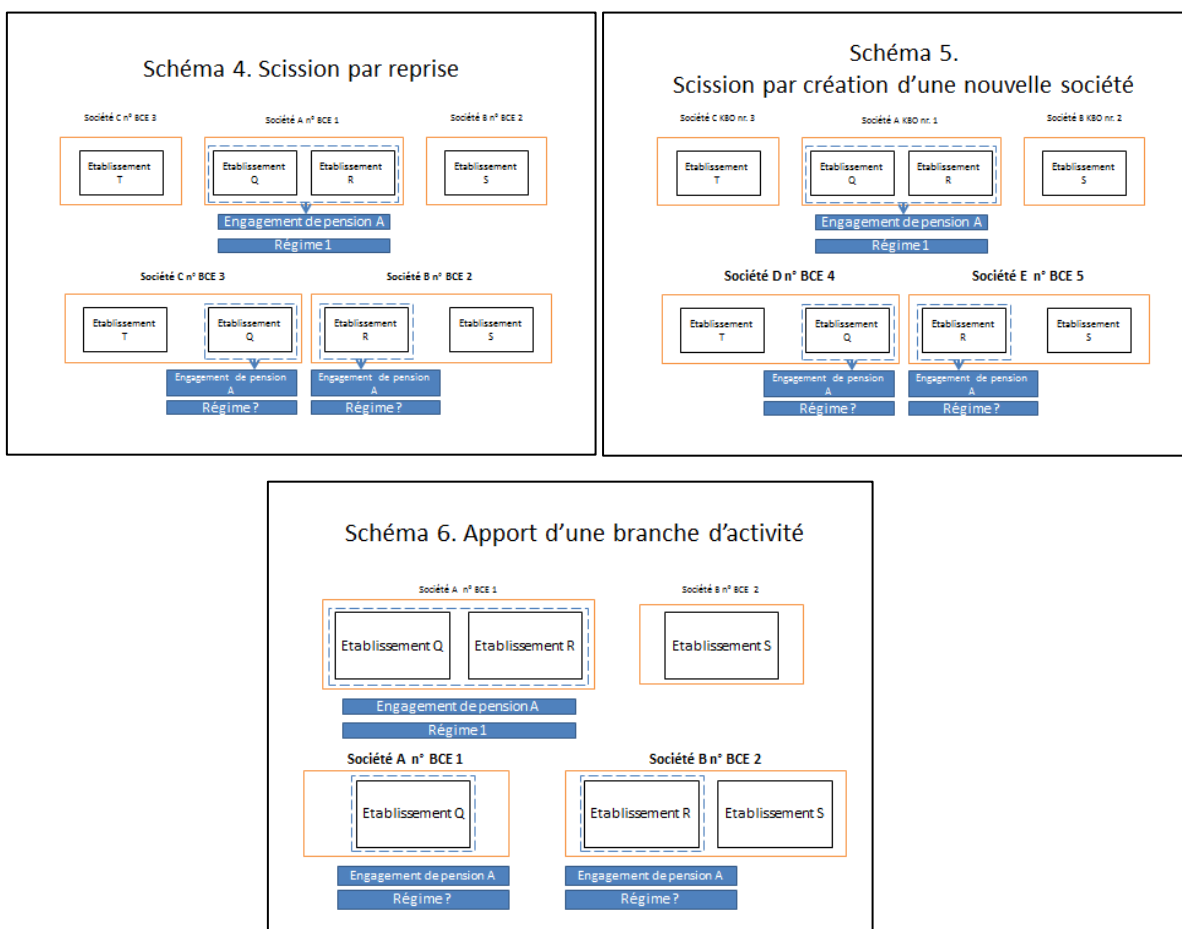 Schéma 4. Scission par reprise
Société C n° BCE 3
Société A n° BCE 1
Société B n° BCE 2
Etablissement
T
Etablissement
Q
Etablissement
R
Etablissement
S
Engagement de pension A
Régime 1
Société C n° BCE 3
Société B n° BCE 2
Etablissement
T
Etablissement
Q
Etablissement
R
Etablissement
S
Engagement de pension
A
Engagement de pension
A
Régime ?
Régime ?
Schéma 5.
Scission par création d'une nouvelle société
Société C KBO nr. 3
Société A KBO nr. 1
Société B KBO nr. 2
Etablissement
T
Etablissement
Q
Etablissement
R
Etablissement
S
Engagement de pension A
Régime 1
Société D n° BCE 4
Société E n° BCE 5
Etablissement
T
Etablissement
Q
Etablissement
R
Etablissement
S
Engagement de pension
A
Engagement de pension
A
Régime ?
Régime ?
Schéma 6. Apport d'une branche d'activité
Société A n° BCE 1
Société B n° BCE 2
Etablissement Q
Etablissement R
Etablissement S
Engagement de pension A
Régime 1
Société A n° BCE 1
Société B n° BCE 2
Etablissement Q
Etablissement R
Etablissement S
Engagement de pension A
Engagement de pension A
Régime ?
Régime ?